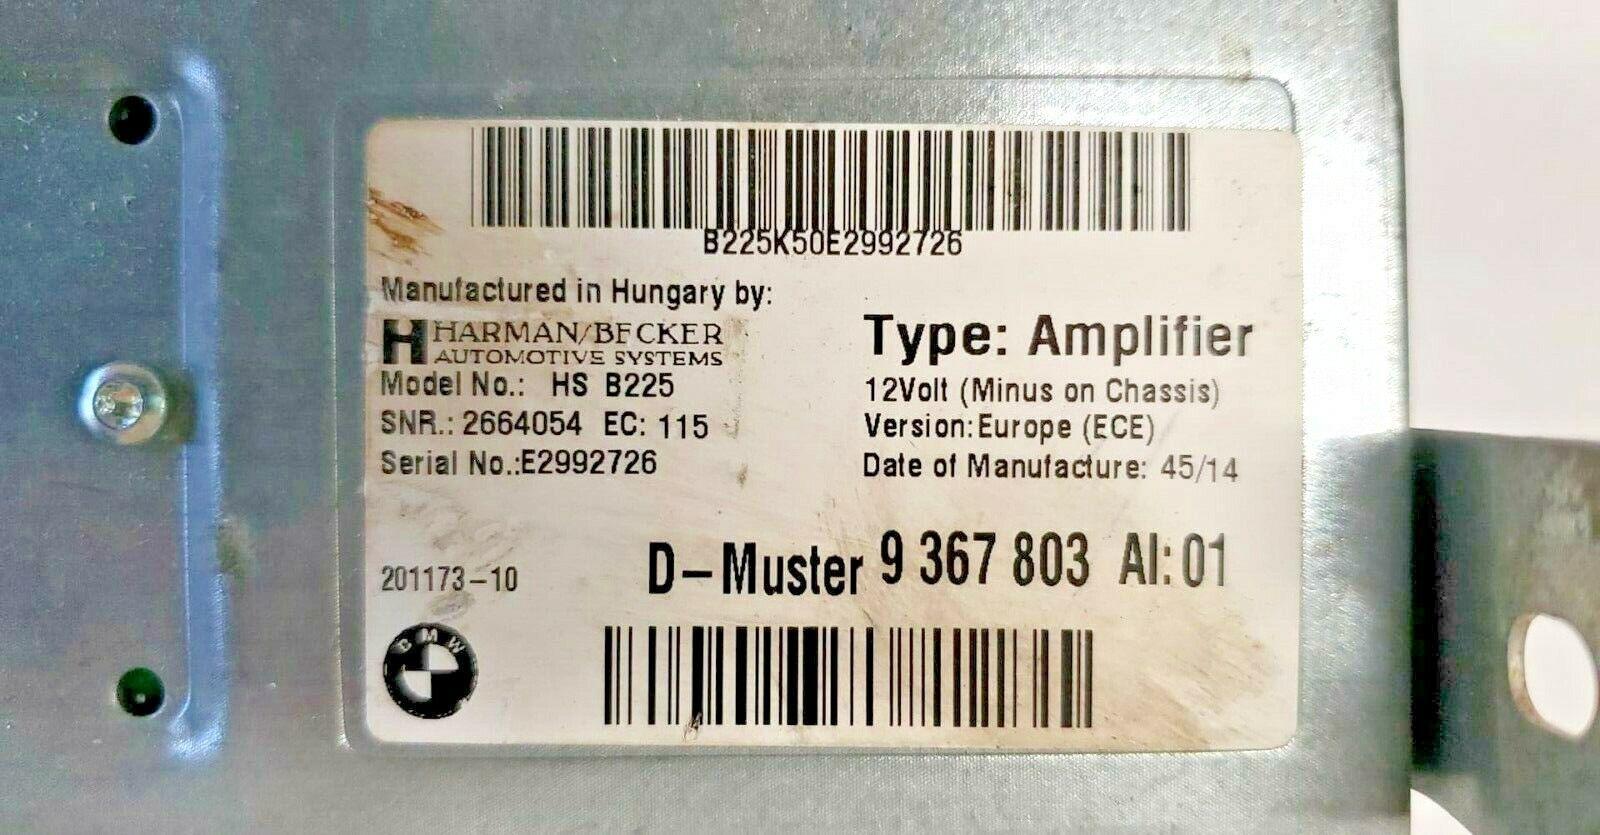 B225K50E2992726
Manufactured in Hungary by:
H HARMAN/BECKER
AUTOMOTIVE SYSTEMS
Model No.: HS B225
SNR.: 2664054 EC: 115
Serial No.:E2992726
Type: Amplifier
12Volt (Minus on Chassis)
Version:Europe (ECE)
Date of Manufacture: 45/14
201173-10
D-Muster 9 367 803 AI:01
BMW